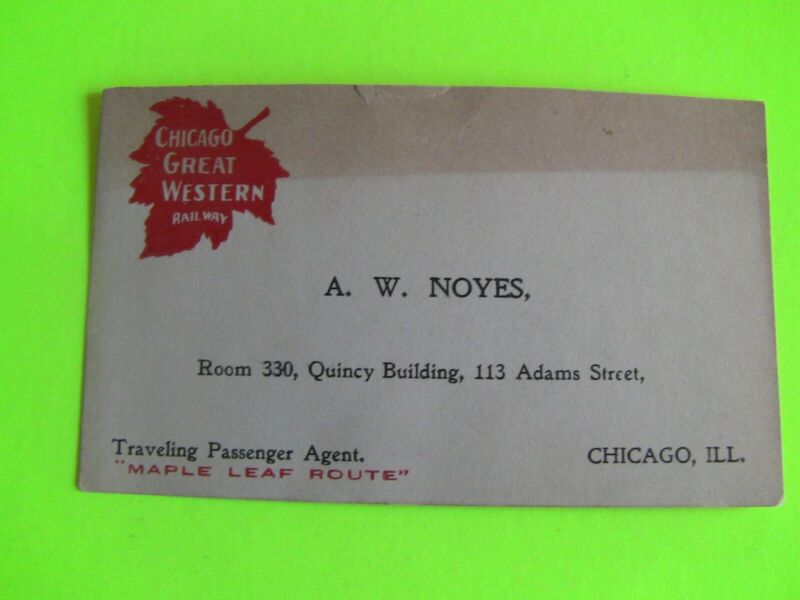 CHICAGO
GREAT
WESTERN
RAILWAY
A. W. NOYES,
Room 330, Quincy Building, 113 Adams Street,
Traveling Passenger Agent.
"MAPLE LEAF ROUTE"
CHICAGO, ILL.